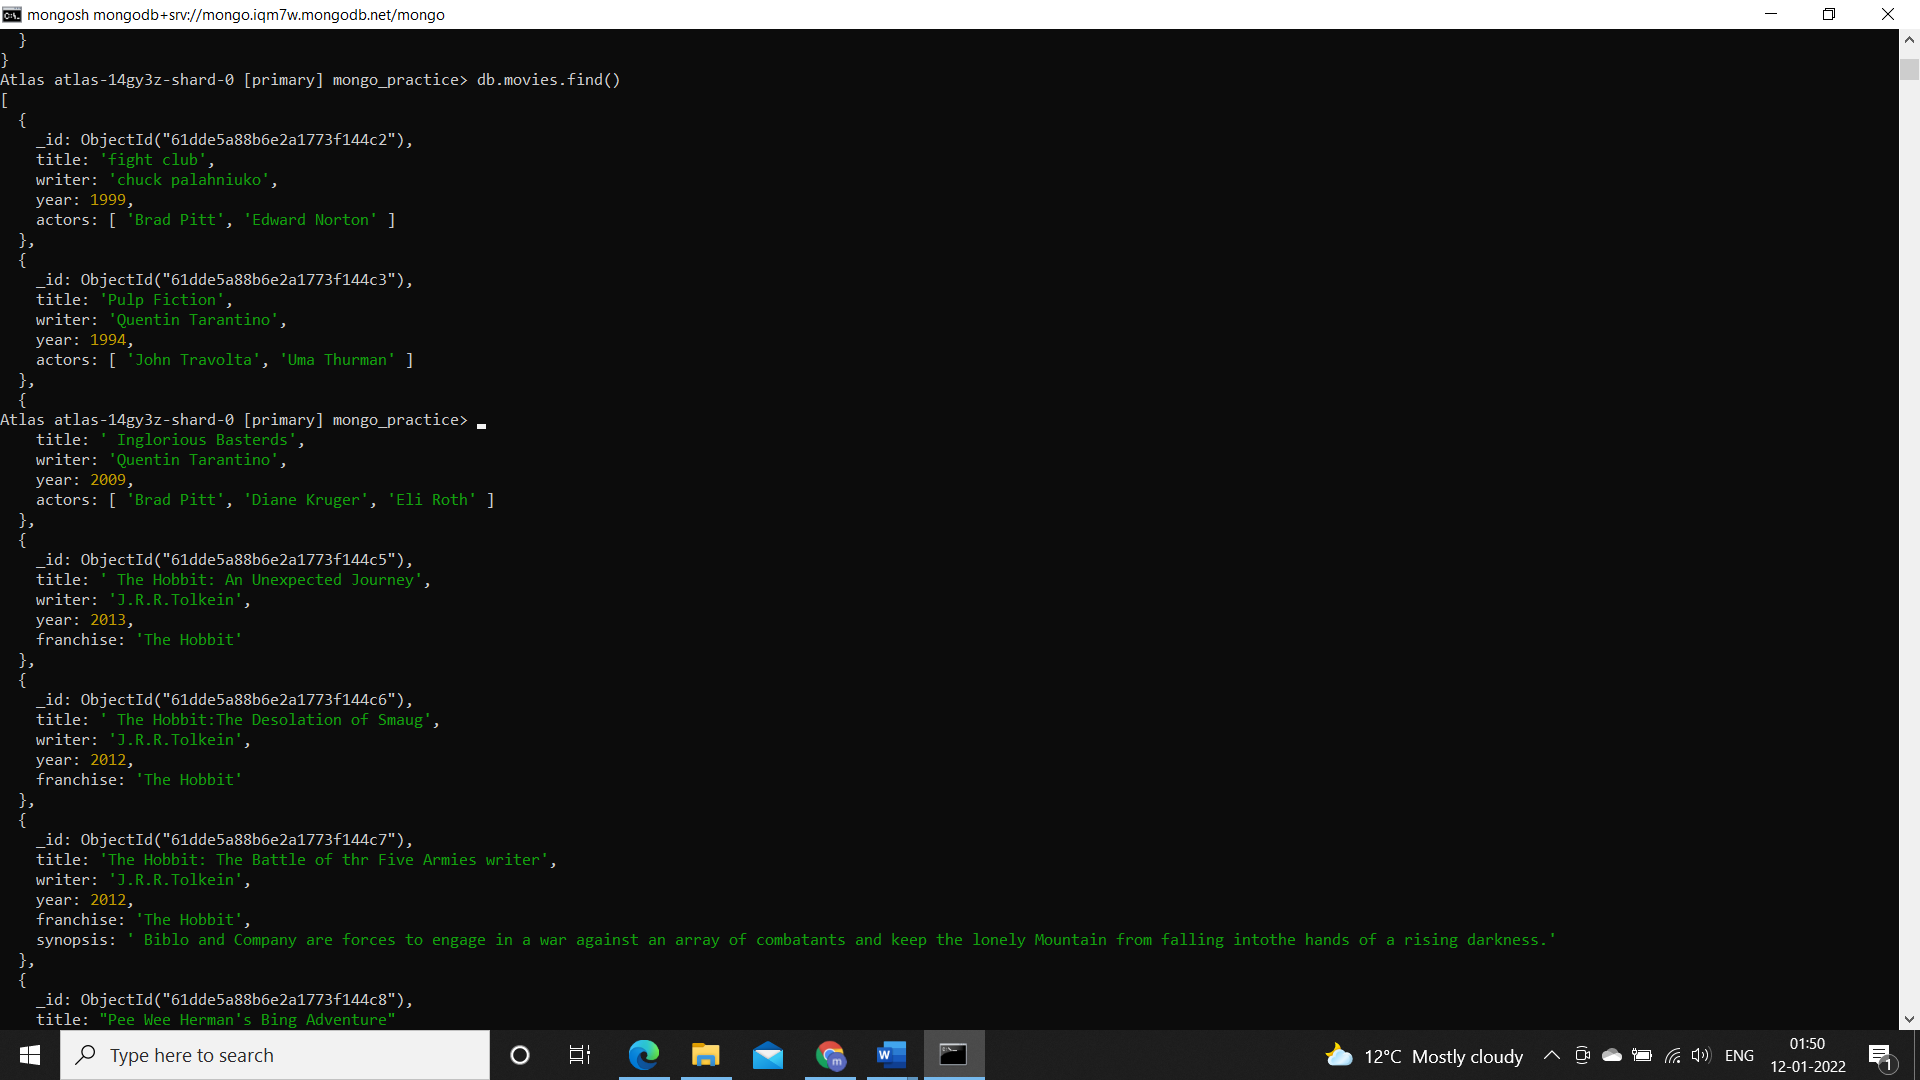 mongosh mongodb+srv://mongo.iqm7w.mongodb.net/mongo
  }
}
Atlas atlas-14gy3z-shard-0 [primary] mongo_practice> db.movies.find()
[
  {
    _id: ObjectId("61dde5a88b6e2a1773f144c2"),
    title: 'fight club',
    writer: 'chuck palahniuko',
    year: 1999,
    actors: [ 'Brad Pitt', 'Edward Norton' ]
  },
  {
    _id: ObjectId("61dde5a88b6e2a1773f144c3"),
    title: 'Pulp Fiction',
    writer: 'Quentin Tarantino',
    year: 1994,
    actors: [ 'John Travolta', 'Uma Thurman' ]
  },
  {
Atlas atlas-14gy3z-shard-0 [primary] mongo_practice> _
    title: ' Inglorious Basterds',
    writer: 'Quentin Tarantino',
    year: 2009,
    actors: [ 'Brad Pitt', 'Diane Kruger', 'Eli Roth' ]
  },
  {
    _id: ObjectId("61dde5a88b6e2a1773f144c5"),
    title: ' The Hobbit: An Unexpected Journey',
    writer: 'J.R.R.Tolkein',
    year: 2013,
    franchise: 'The Hobbit'
  },
  {
    _id: ObjectId("61dde5a88b6e2a1773f144c6"),
    title: ' The Hobbit:The Desolation of Smaug',
    writer: 'J.R.R.Tolkein',
    year: 2012,
    franchise: 'The Hobbit'
  },
  {
    _id: ObjectId("61dde5a88b6e2a1773f144c7"),
    title: 'The Hobbit: The Battle of thr Five Armies writer',
    writer: 'J.R.R.Tolkein',
    year: 2012,
    franchise: 'The Hobbit',
    synopsis: ' Biblo and Company are forces to engage in a war against an array of combatants and keep the lonely Mountain from falling intothe hands of a rising darkness.'
  },
  {
    _id: ObjectId("61dde5a88b6e2a1773f144c8"),
    title: "Pee Wee Herman's Bing Adventure"
Type here to search
12°C Mostly cloudy
ENG
01:50
12-01-2022
1